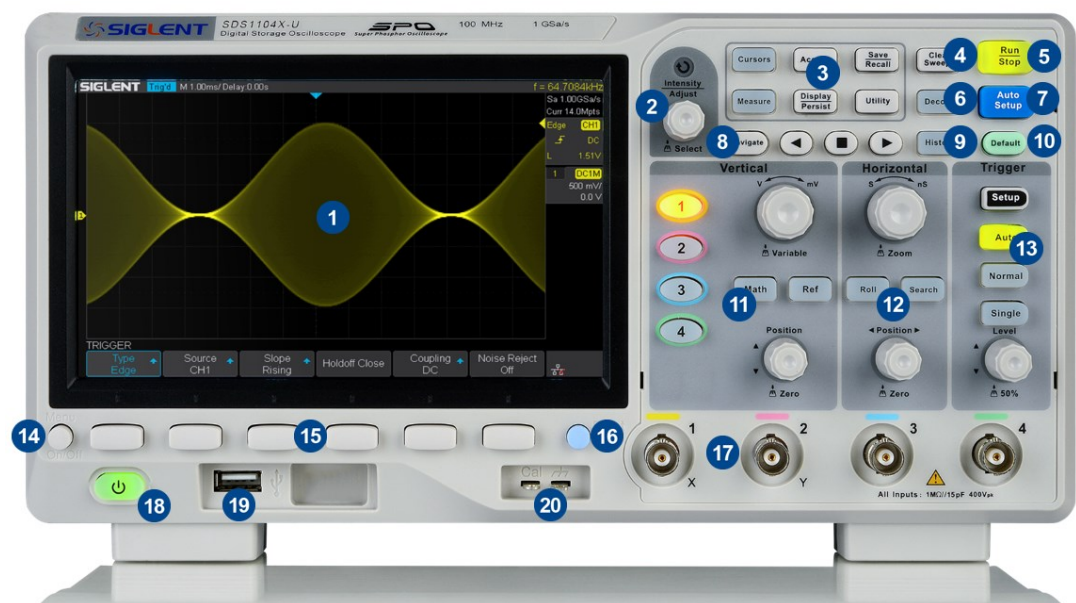 SIGLENT SDS1104X-U
Digital Storage Oscilloscope
SPO
Super Phosphor Oscilloscope
100 MHz
1 GSa/s
SIGLENT Trig'd M 1.00ms/ Delay 0.00s
f = 64.7084kHz
Sa 1.00GSa/s
Curr 14.0Mpts
Edge CH1
DC
L 1.51V
1 DC1M
500 mV/
0.0 V
1
TRIGGER
Type
Edge
Source
CH1
Slope
Rising
Holdoff Close
Coupling
DC
Noise Reject
Off
Intensity
Adjust
2
Select
Cursors
3
Save
Recall
4
Run
Stop
5
Measure
Display
Persist
Utility
6
Auto
Setup
7
8
9
Default
10
Vertical
Horizontal
Trigger
V
mV
S
nS
Setup
1
Variable
Zoom
2
Auto
13
3
Math
11
Ref
Roll
12
Search
Normal
4
Single
Position
Position
Level
Zero
Zero
50%
14
Menu
On/Off
15
16
1
17
2
3
4
X
Y
18
19
Cal
20
All Inputs: 1MΩ//15pF 400Vpk